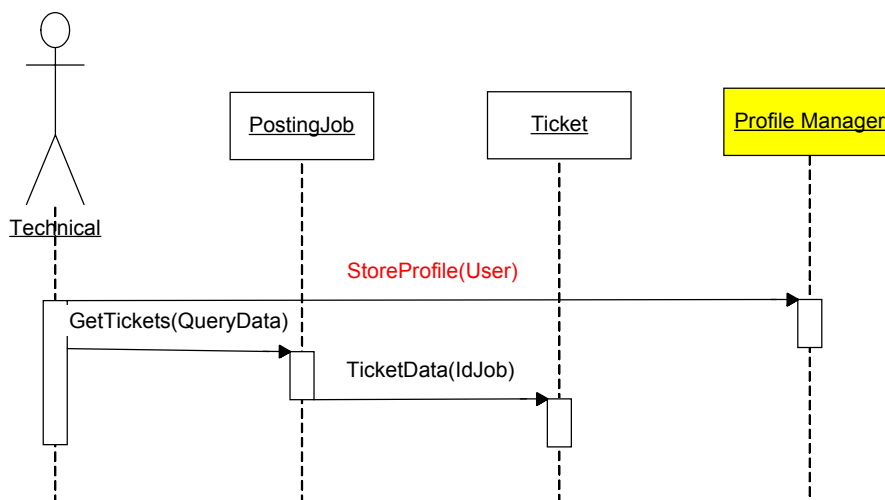 PostingJob
Ticket
Profile Manager
Technical
StoreProfile(User)
GetTickets(QueryData)
TicketData(IdJob)